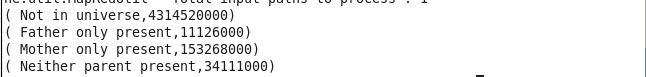 ( Not in universe,4314520000)
( Father only present,11126000)
( Mother only present,153268000)
( Neither parent present,34111000)